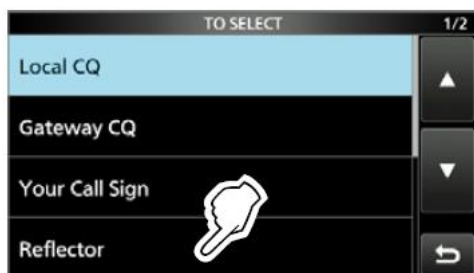 TO SELECT 1/2
Local CQ
Gateway CQ
Your Call Sign
Reflector